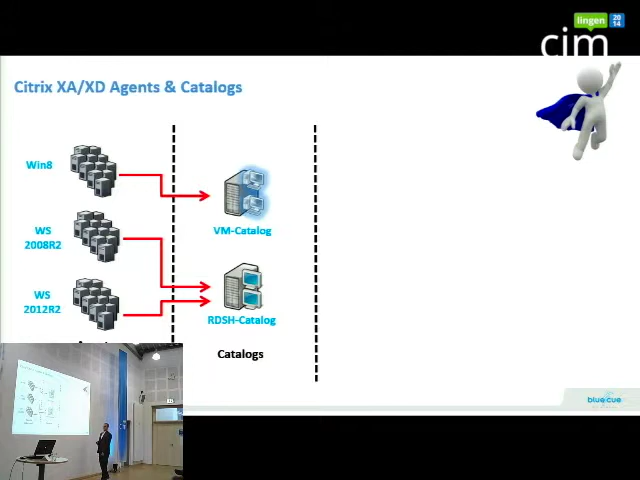 lingen
20
14
cim
Citrix XA/XD Agents & Catalogs
Win8
VM-Catalog
WS
2008R2
WS
2012R2
RDSH-Catalog
Catalogs
blue cue